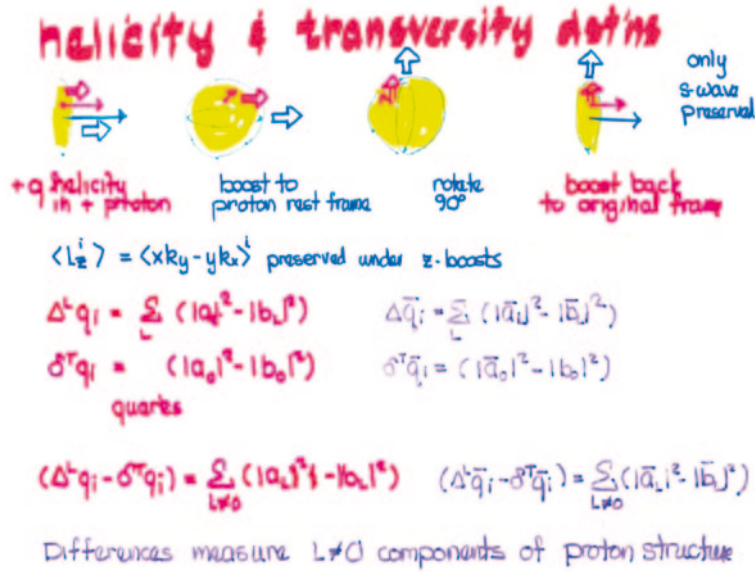 helicity & transversity dstns
only
s-wave
preserved
+q helicity
in + proton
boost to
proton rest frame
rotate
90°
boost back
to original frame
⟨L_z^i⟩ = ⟨xk_y - yk_x⟩^i preserved under z-boosts
Δ^L q_i = Σ_L (|a_L|² - |b_L|²)
Δq̄_i = Σ_L (|ā_L|² - |b̄_L|²)
δ^T q_i = (|a_0|² - |b_0|²)
δ^T q̄_i = (|ā_0|² - |b_0|²)
quarks
(Δ^L q_i - δ^T q_i) = Σ_{L≠0} (|a_L|² - |b_L|²)
(Δ^L q̄_i - δ^T q̄_i) = Σ_{L≠0} (|ā_L|² - |b̄_L|²)
Differences measure L≠0 components of proton structure